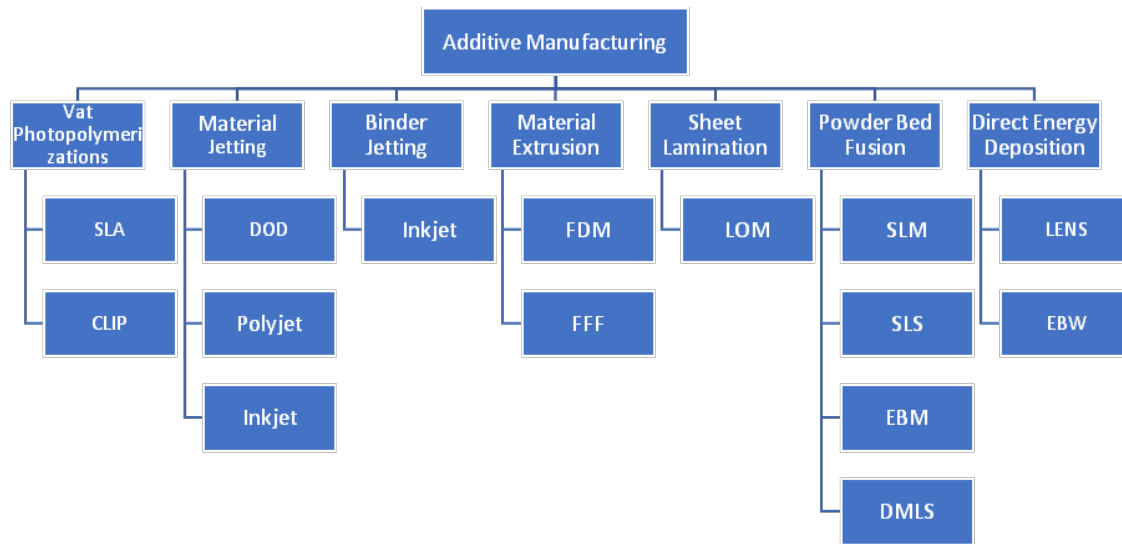 Additive Manufacturing
Vat
Photopolymeri
zations
Material
Jetting
Binder
Jetting
Material
Extrusion
Sheet
Lamination
Powder Bed
Fusion
Direct Energy
Deposition
SLA
DOD
Inkjet
FDM
LOM
SLM
LENS
CLIP
Polyjet
FFF
SLS
EBW
Inkjet
EBM
DMLS